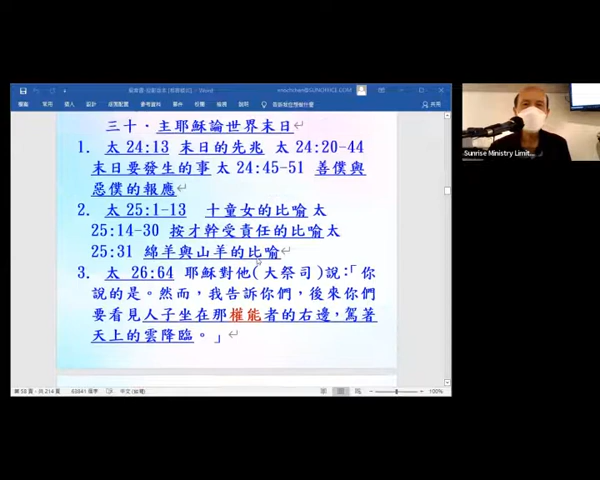 三十．主耶穌論世界末日
1. 太 24:13 末日的先兆 太 24:20-44
末日要發生的事太 24:45-51 善僕與
惡僕的報應
2. 太 25:1-13 十童女的比喻太
25:14-30 按才幹受責任的比喻太
25:31 綿羊與山羊的比喻
3. 太 26:64 耶穌對他(大祭司)說：「你
說的是。然而，我告訴你們，後來你們
要看見人子坐在那權能者的右邊，駕著
天上的雲降臨。」
Sunrise Ministry Limit...
100%